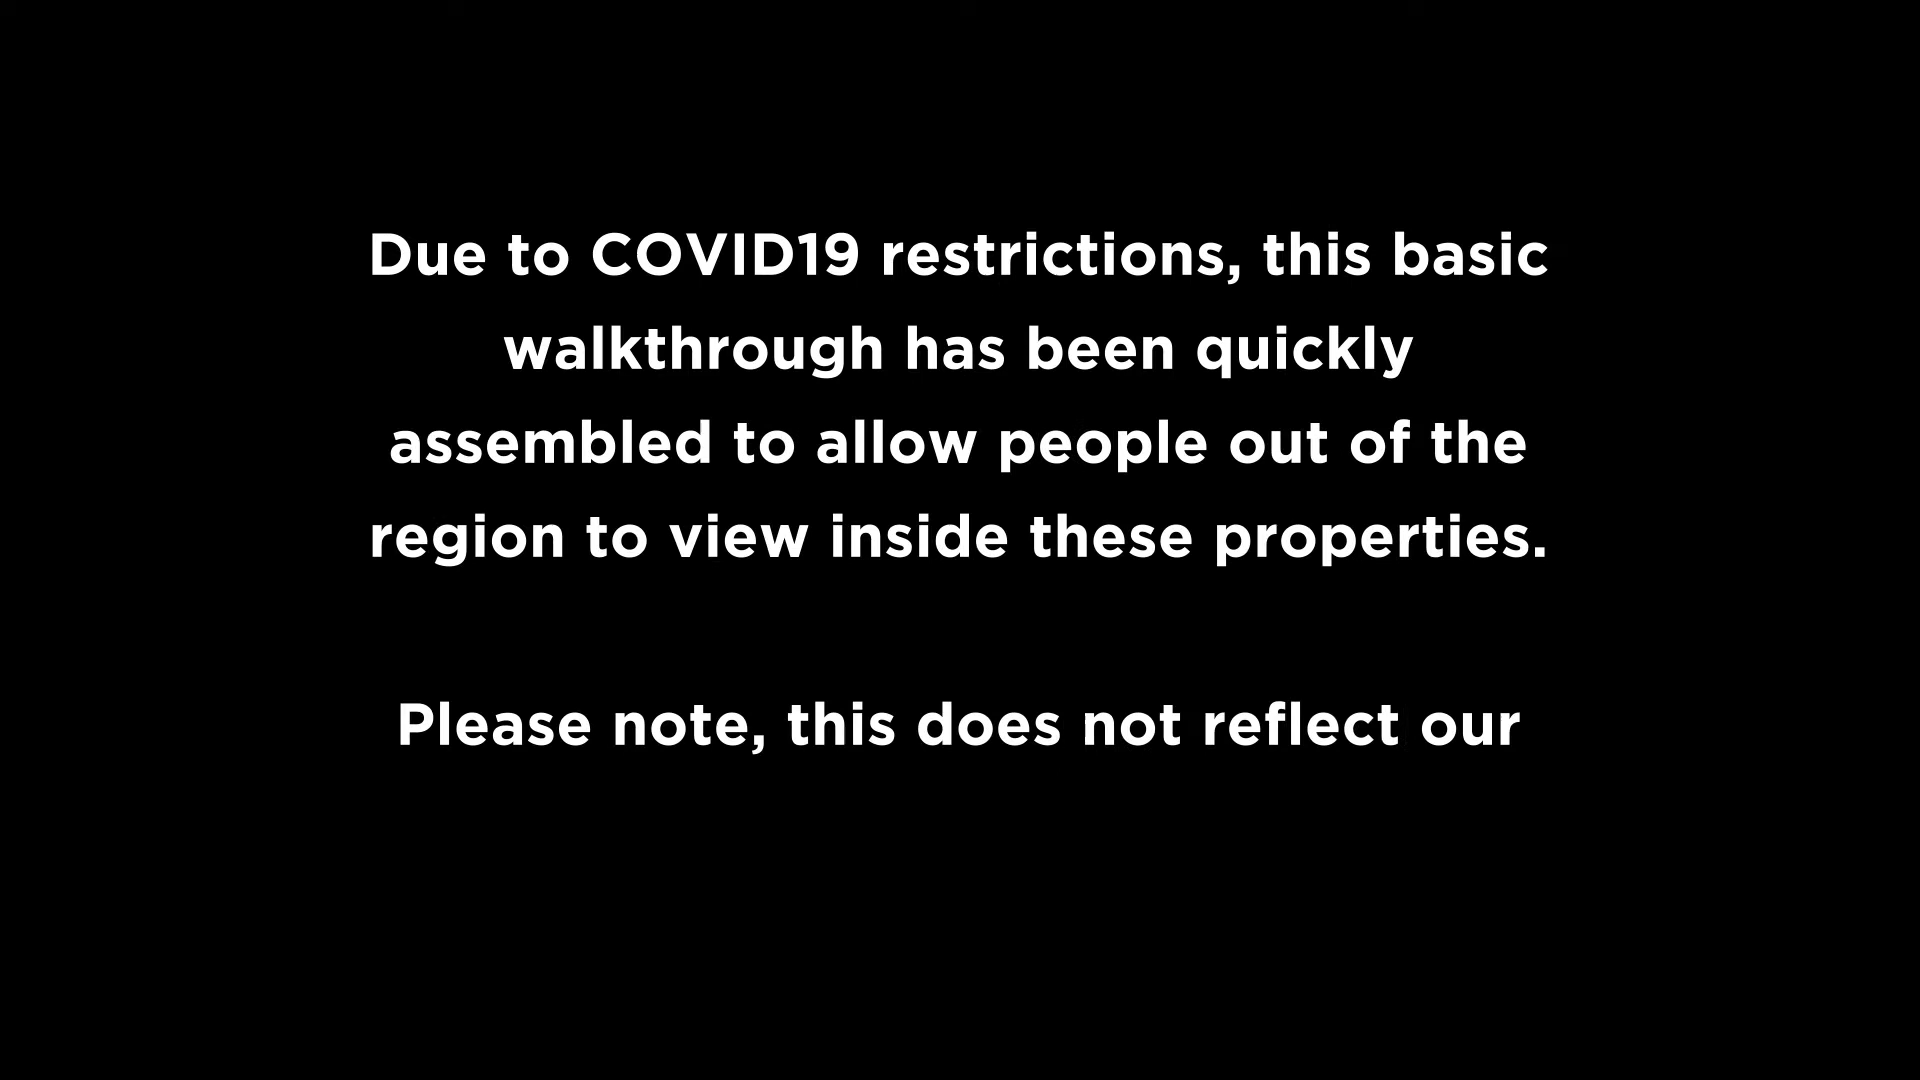 Due to COVID19 restrictions, this basic
walkthrough has been quickly
assembled to allow people out of the
region to view inside these properties.
Please note, this does not reflect our